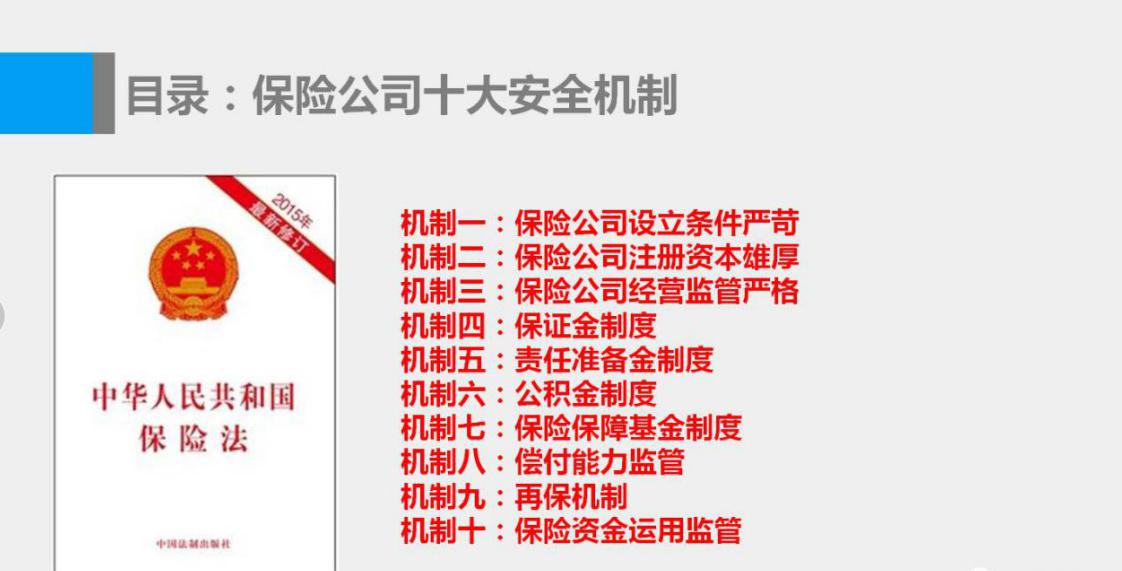 目录：保险公司十大安全机制
2015年
最新修订
中华人民共和国
保险法
中国法制出版社
机制一：保险公司设立条件严苛
机制二：保险公司注册资本雄厚
机制三：保险公司经营监管严格
机制四：保证金制度
机制五：责任准备金制度
机制六：公积金制度
机制七：保险保障基金制度
机制八：偿付能力监管
机制九：再保机制
机制十：保险资金运用监管